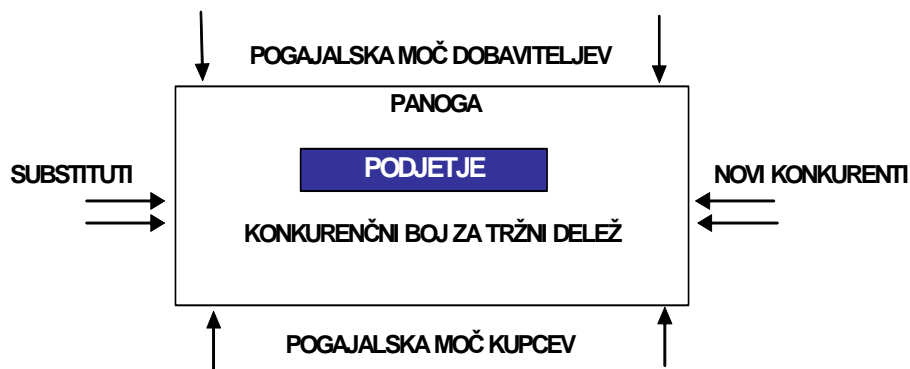 POGAJALSKA MOČ DOBAVITELJEV
PANOGA
PODJETJE
SUBSTITUTI
NOVI KONKURENTI
KONKURENČNI BOJ ZA TRŽNI DELEŽ
POGAJALSKA MOČ KUPCEV